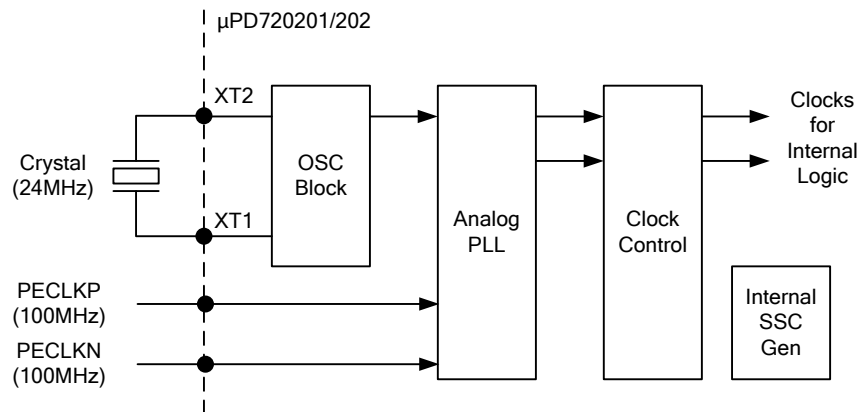 µPD720201/202
XT2
Crystal
(24MHz)
OSC
Block
XT1
PECLKP
(100MHz)
PECLKN
(100MHz)
Analog
PLL
Clock
Control
Clocks
for
Internal
Logic
Internal
SSC
Gen